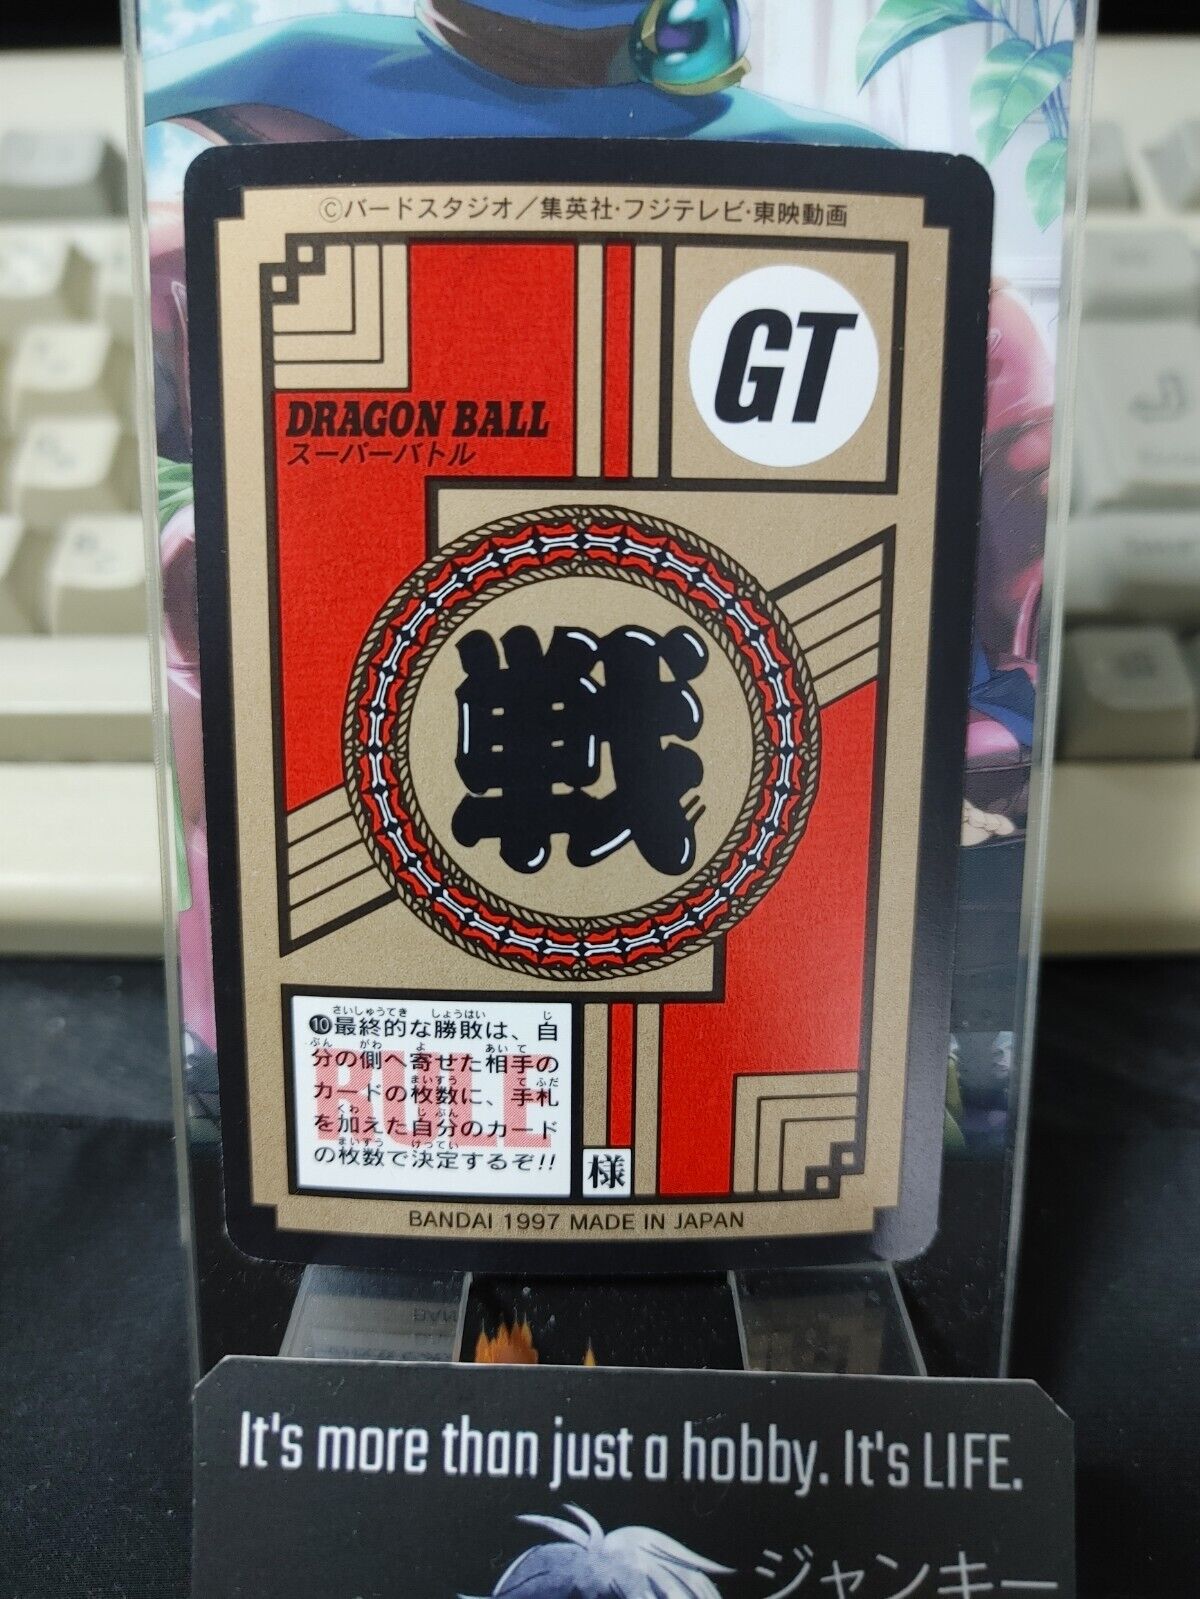 ©バードスタジオ／集英社・フジテレビ・東映動画
GT
DRAGON BALL
スーパーバトル
戦
RULE
❿最終的な勝敗は、自
分の側へ寄せた相手の
カードの枚数に、手札
を加えた自分のカード
の枚数で決定するぞ!!
様
BANDAI 1997 MADE IN JAPAN
It's more than just a hobby. It's LIFE.
ジャンキー